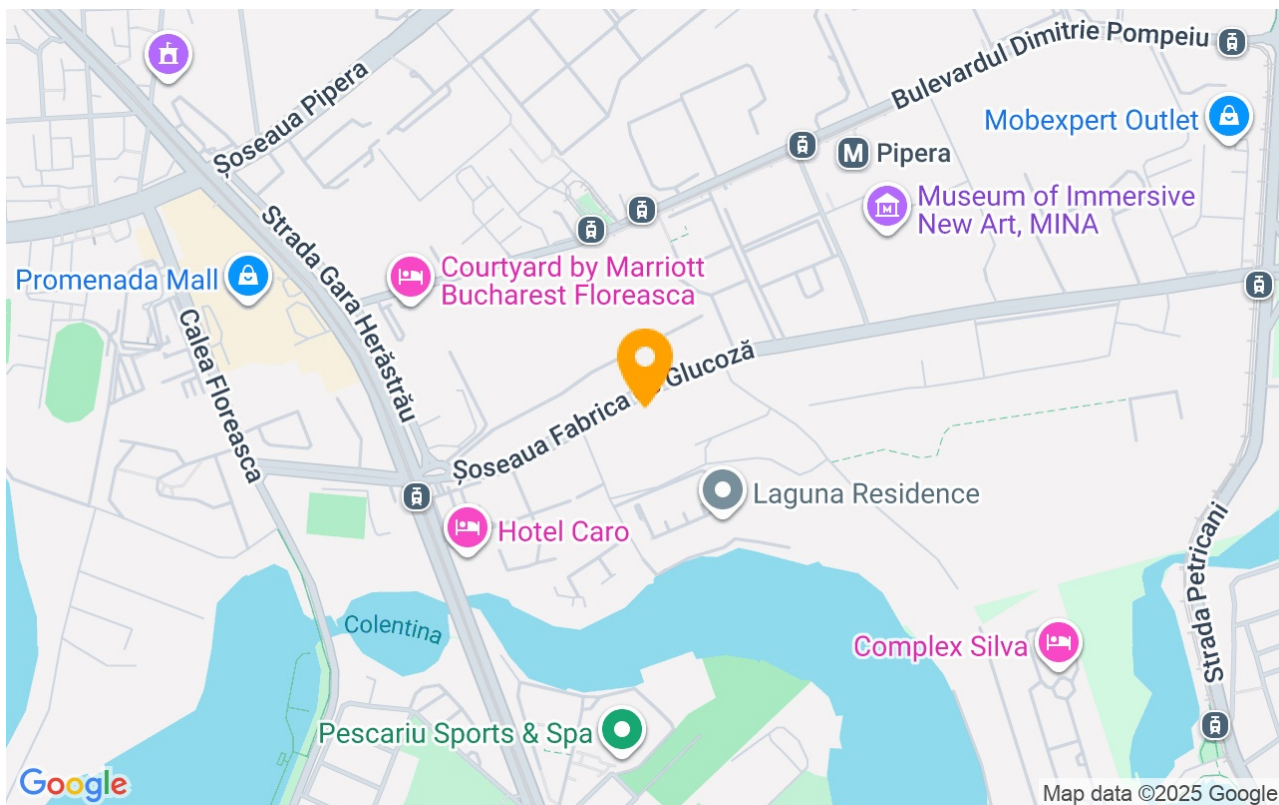 Bulevardul Dimitrie Pompeiu
Șoseaua Pipera
Mobexpert Outlet
M Pipera
Museum of Immersive
New Art, MINA
Strada Gara Herăstrău
Promenada Mall
Courtyard by Marriott
Bucharest Floreasca
Calea Floreasca
Șoseaua Fabrica Glucoză
Laguna Residence
Hotel Caro
Strada Petricani
Colentina
Complex Silva
Pescariu Sports & Spa
Google
Map data ©2025 Google